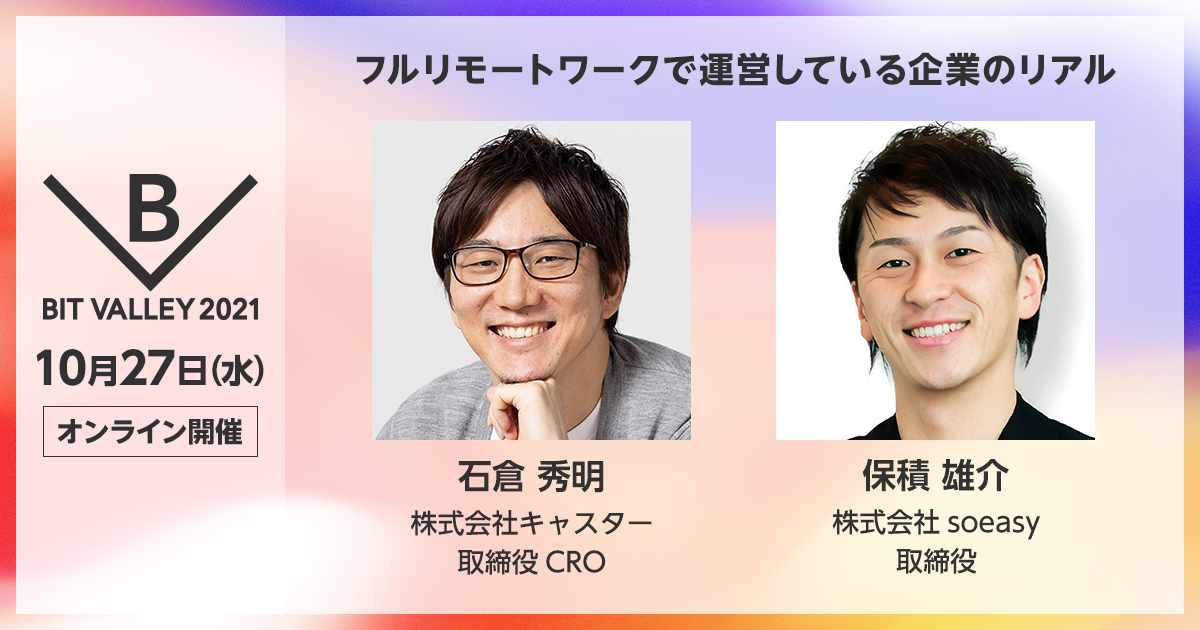 フルリモートワークで運営している企業のリアル
B
BIT VALLEY 2021
10月27日(水)
オンライン開催
石倉 秀明
株式会社キャスター
取締役 CRO
保積 雄介
株式会社 soeasy
取締役